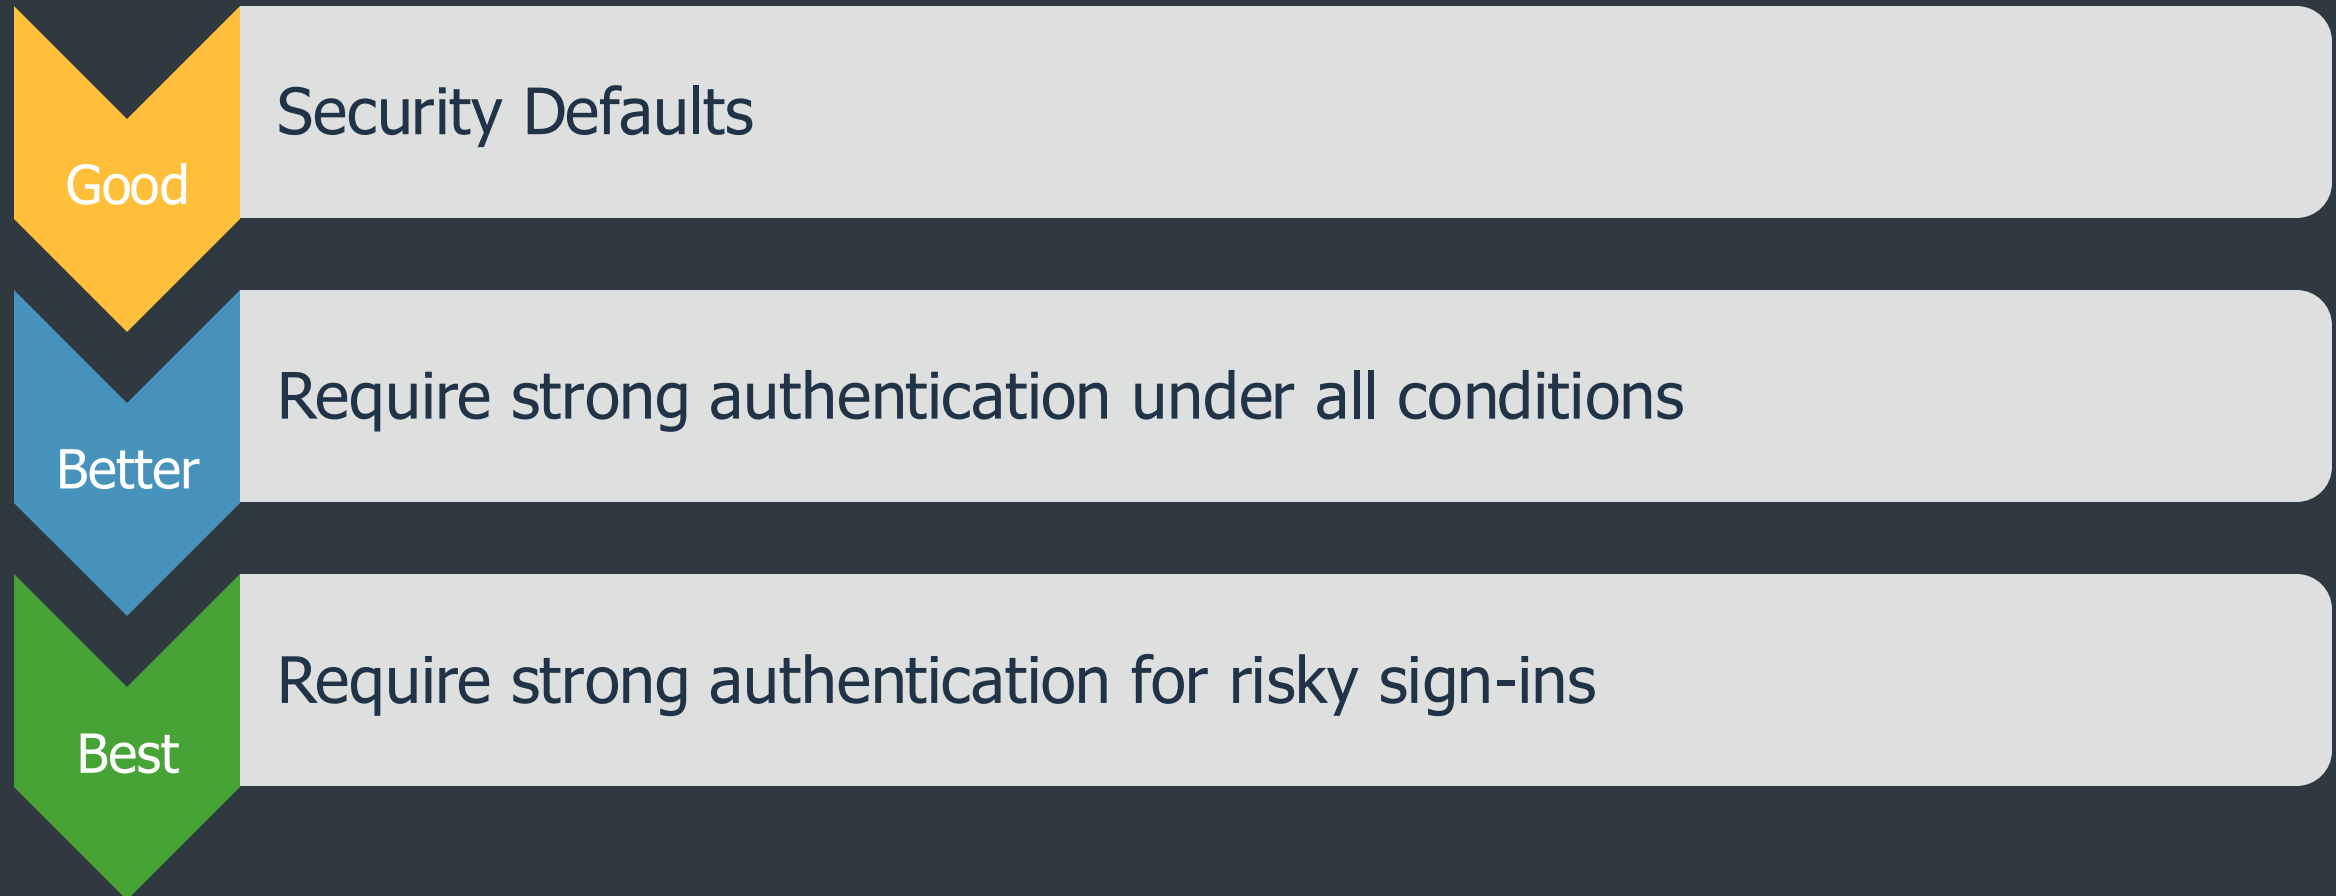 Security Defaults
Good
Require strong authentication under all conditions
Better
Require strong authentication for risky sign-ins
Best